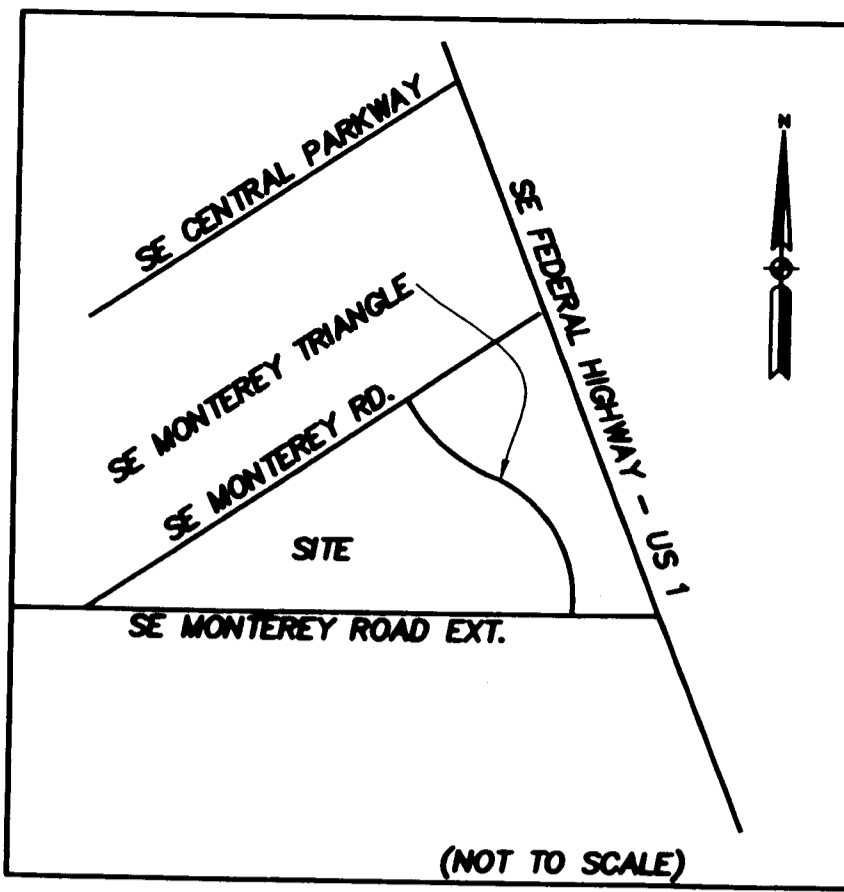 SE CENTRAL PARKWAY
N
SE FEDERAL HIGHWAY - US 1
SE MONTEREY TRIANGLE
SE MONTEREY RD.
SITE
SE MONTEREY ROAD EXT.
(NOT TO SCALE)